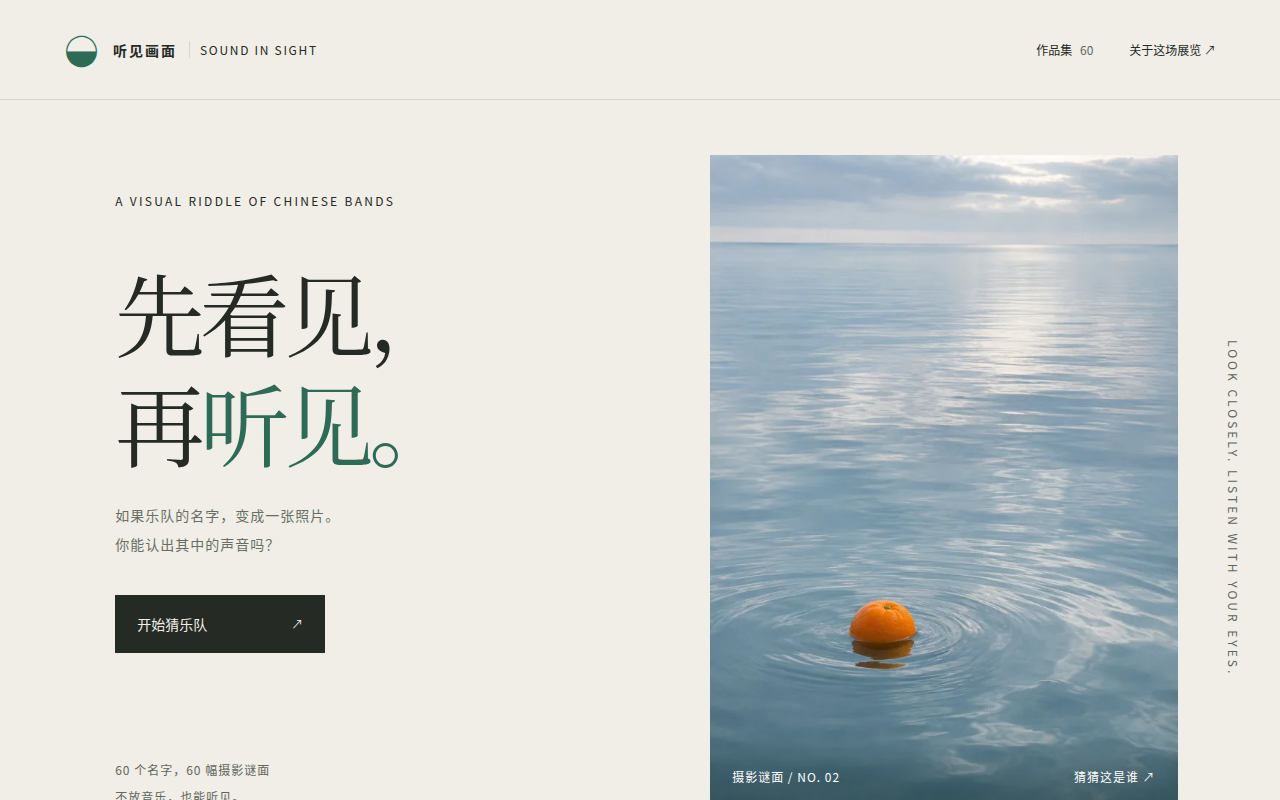 听见画面
SOUND IN SIGHT
作品集 60
关于这场展览 ↗
A VISUAL RIDDLE OF CHINESE BANDS
先看见,
再听见。
如果乐队的名字，变成一张照片。
你能认出其中的声音吗？
开始猜乐队 ↗
LOOK CLOSELY. LISTEN WITH YOUR EYES.
摄影谜面 / NO. 02
猜猜这是谁 ↗
60 个名字，60 幅摄影谜面
不放音乐，也能听见。